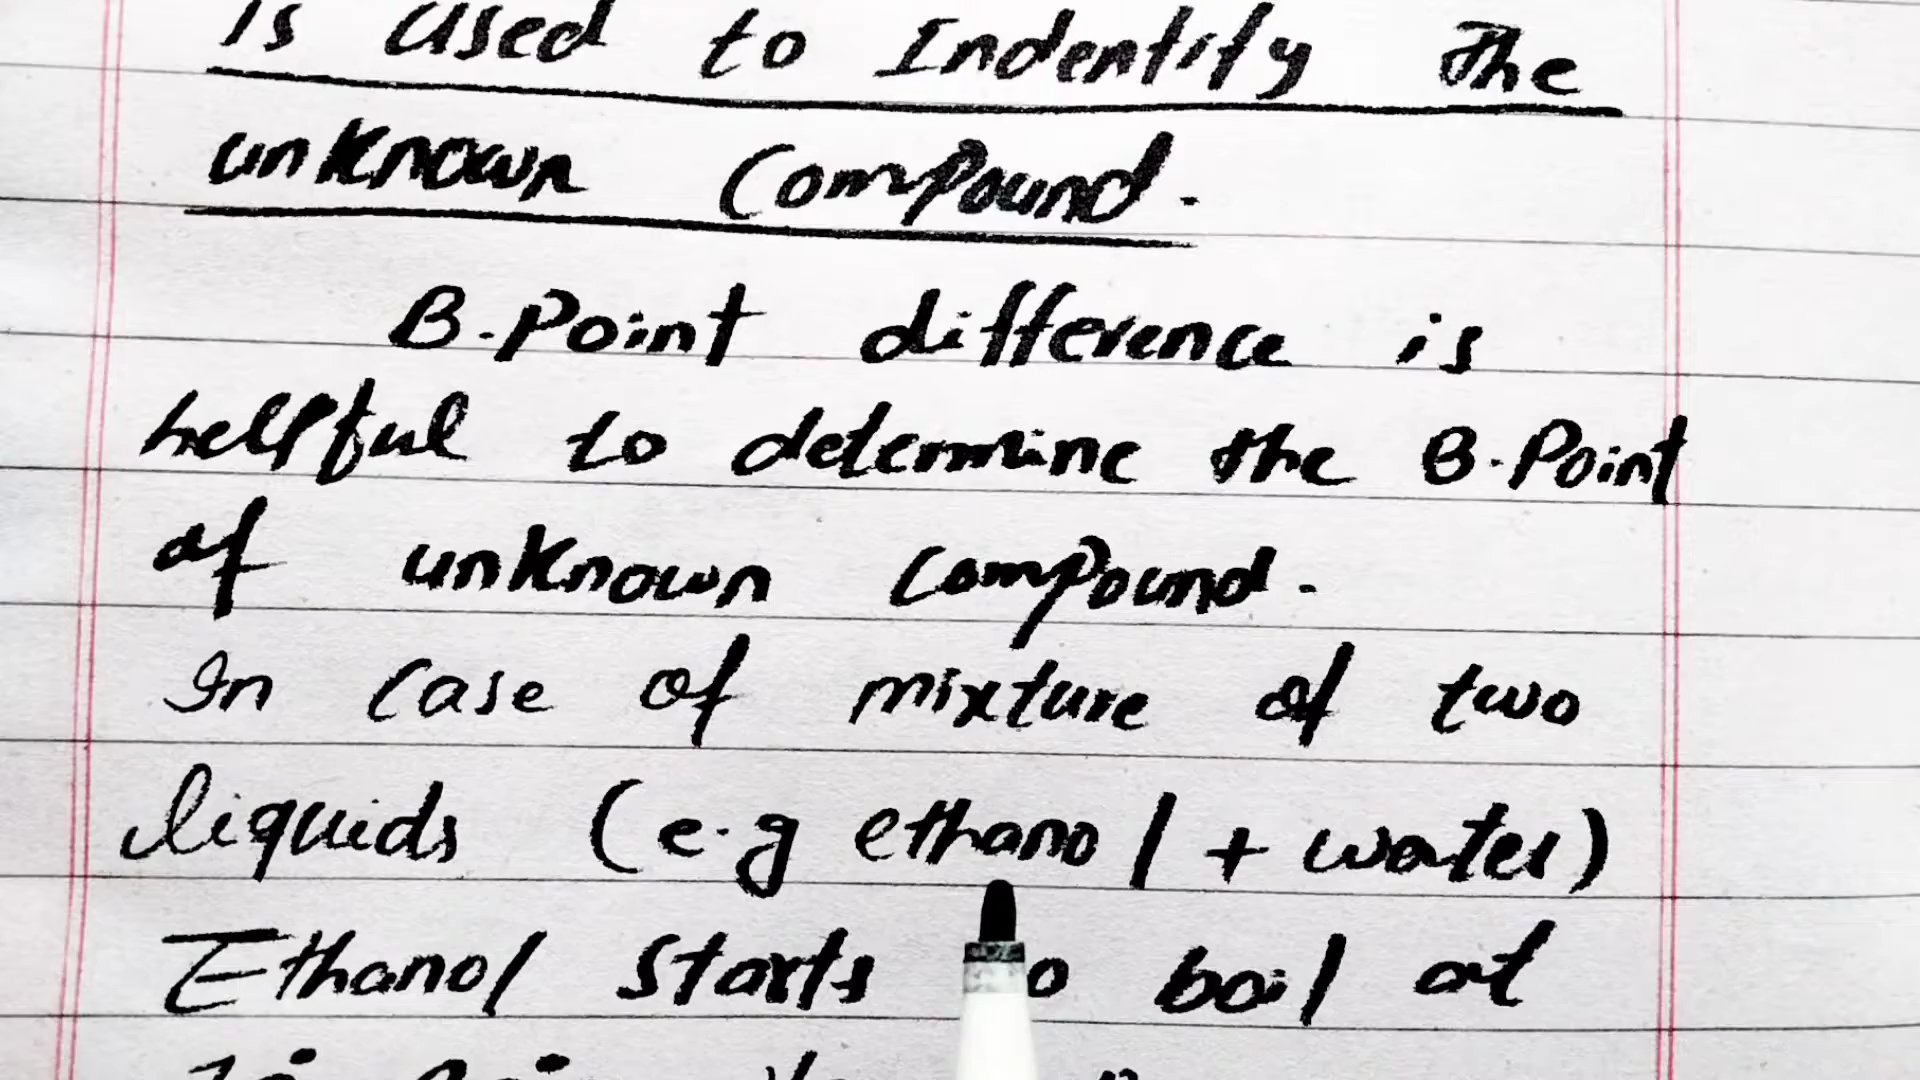 is used to Indentify The
unknown Compound.
B.Point difference is
helpful to determine the B.Point
of unknown compound.
In case of mixture of two
liquids (e.g ethanol + water)
Ethanol starts boil at